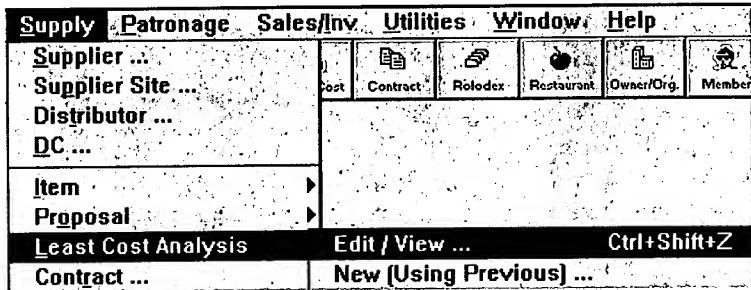 Supply Patronage Sales/Inv. Utilities Window Help
Supplier ...
Supplier Site ...
Distributor ...
DC ...
Cost Contract Rolodex Restaurant Owner/Org. Member
Item
Proposal
Least Cost Analysis
Contract ...
Edit / View ... Ctrl+Shift+Z
New (Using Previous) ...